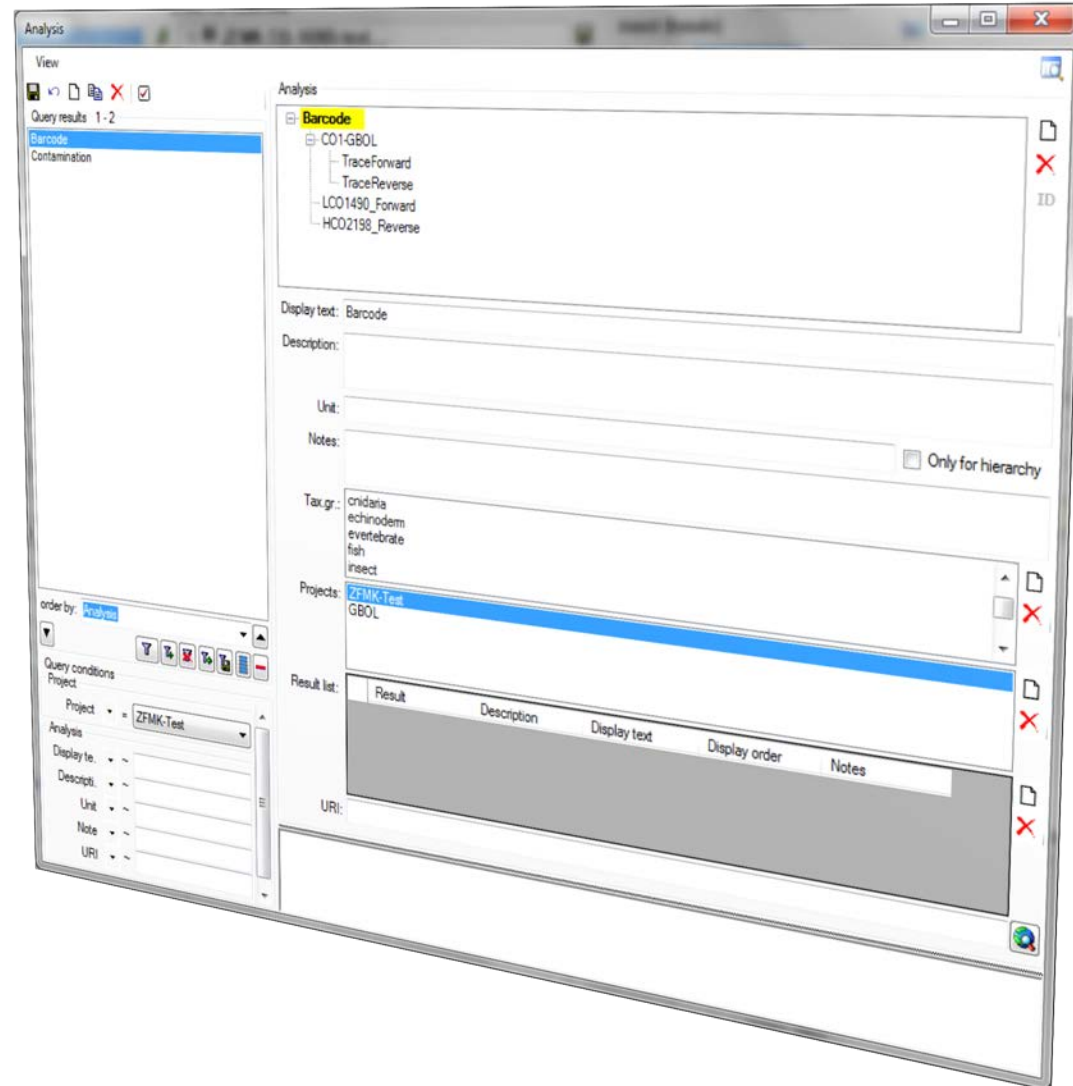 Analysis
View
Query results 1 - 2
Barcode
Contamination
order by: Analysis
Query conditions
Project
Project = ZFMK-Test
Analysis
Display te. ~
Descripti. ~
Unit ~
Note ~
URI ~
Analysis
Barcode
CO1-GBOL
TraceForward
TraceReverse
LCO1490_Forward
HCO2198_Reverse
ID
Display text: Barcode
Description:
Unit:
Only for hierarchy
Notes:
Tax.gr.: cnidaria
echinoderm
evertebrate
fish
insect
Projects: ZFMK-Test
GBOL
Result list: Result Description Display text Display order Notes
URI: